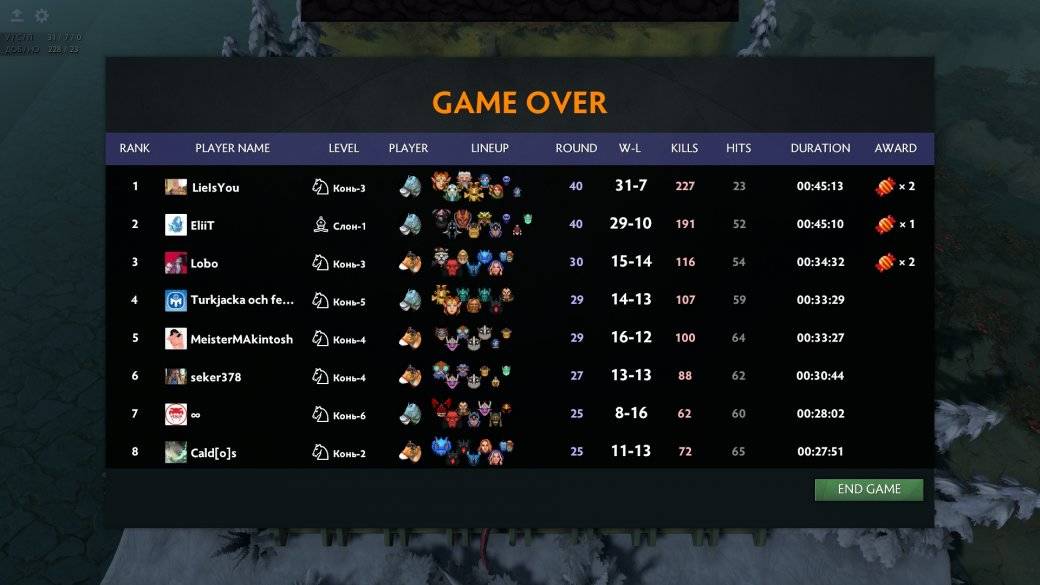 31 / 7 7 0
228 / 23
GAME OVER
RANK PLAYER NAME LEVEL PLAYER LINEUP ROUND W-L KILLS HITS DURATION AWARD
1 LieIsYou Конь-3 40 31-7 227 23 00:45:13 × 2
2 EliiT Слон-1 40 29-10 191 52 00:45:10 × 1
3 Lobo Конь-3 30 15-14 116 54 00:34:32 × 2
4 Turkjacka och fe... Конь-5 29 14-13 107 59 00:33:29
5 MeisterMAkintosh Конь-4 29 16-12 100 64 00:33:27
6 seker378 Конь-4 27 13-13 88 62 00:30:44
7 ∞ Конь-6 25 8-16 62 60 00:28:02
8 Cald[o]s Конь-2 25 11-13 72 65 00:27:51
END GAME